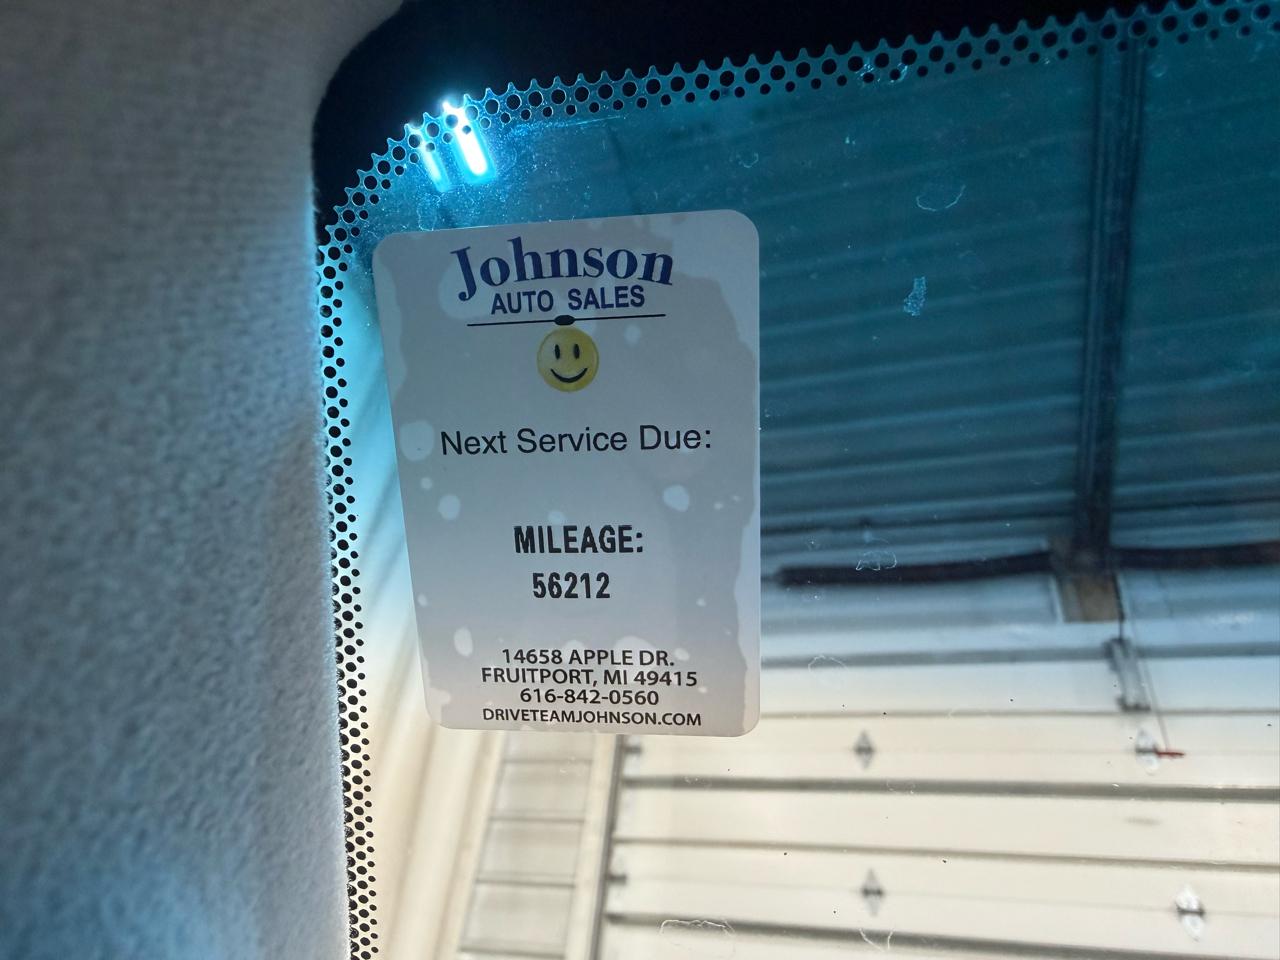 Johnson
AUTO SALES
Next Service Due:
MILEAGE:
56212
14658 APPLE DR.
FRUITPORT, MI 49415
616-842-0560
DRIVETEAMJOHNSON.COM